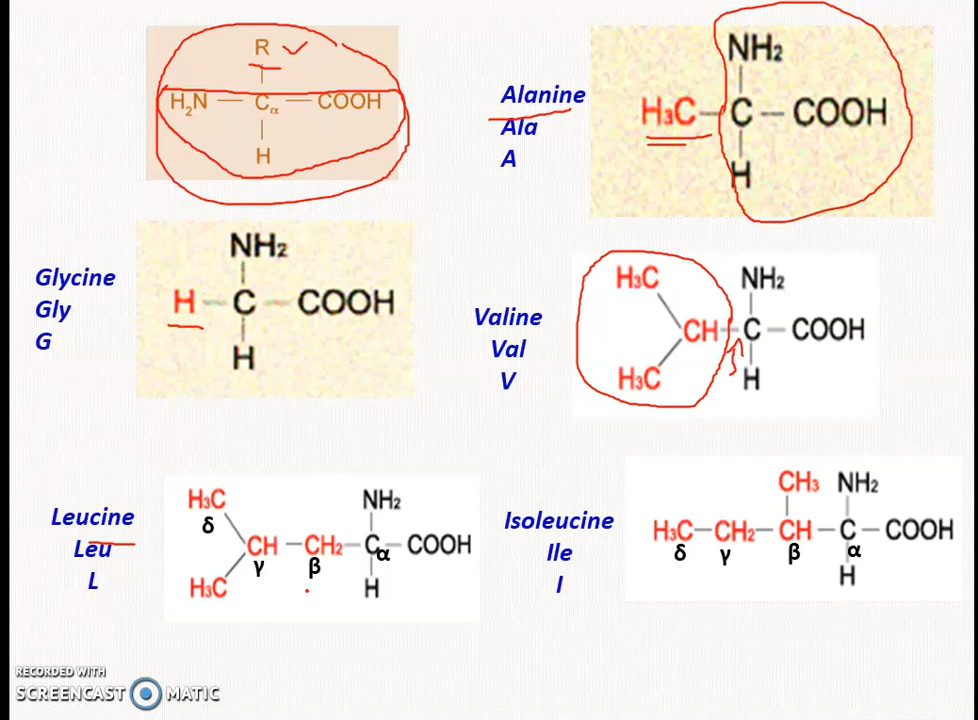 R
H₂N — Cα — COOH
H
Alanine
Ala
A
NH₂
H₃C — C — COOH
H
Glycine
Gly
G
NH₂
H — C — COOH
H
Valine
Val
V
H₃C NH₂
CH — C — COOH
H₃C H
Leucine
Leu
L
H₃C NH₂
δ
CH — CH₂ — C — COOH
γ β α
H₃C H
Isoleucine
Ile
I
CH₃ NH₂
H₃C — CH₂ — CH — C — COOH
δ γ β α
H
RECORDED WITH
SCREENCAST MATIC